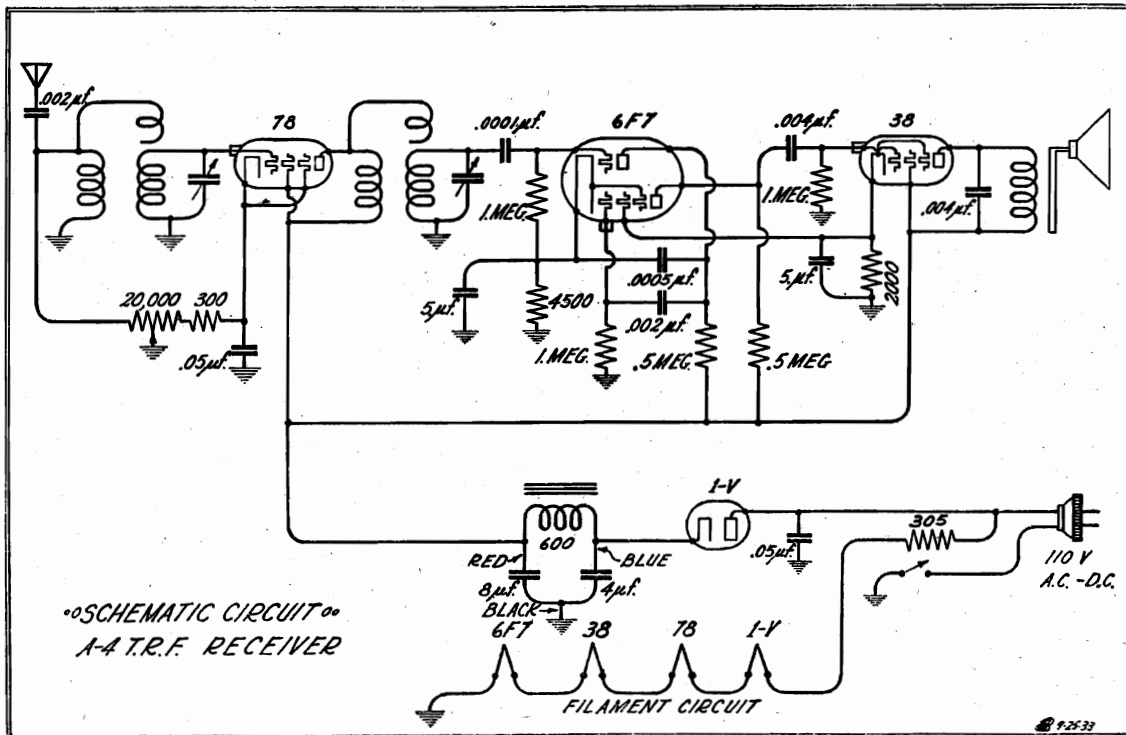 .002µf.
78
.0001µf.
6F7
.004µf.
38
1.MEG.
1.MEG.
.004µf.
20,000
300
.05µf.
5µf.
4500
.0005µf.
.002µf.
5µf.
2000
1.MEG.
.5MEG.
.5MEG.
1-V
600
RED
BLUE
8µf.
4µf.
BLACK
.05µf.
305
110 V
A.C.-D.C.
SCHEMATIC CIRCUIT
A-4 T.R.F. RECEIVER
6F7
38
78
1-V
FILAMENT CIRCUIT
9-25-33